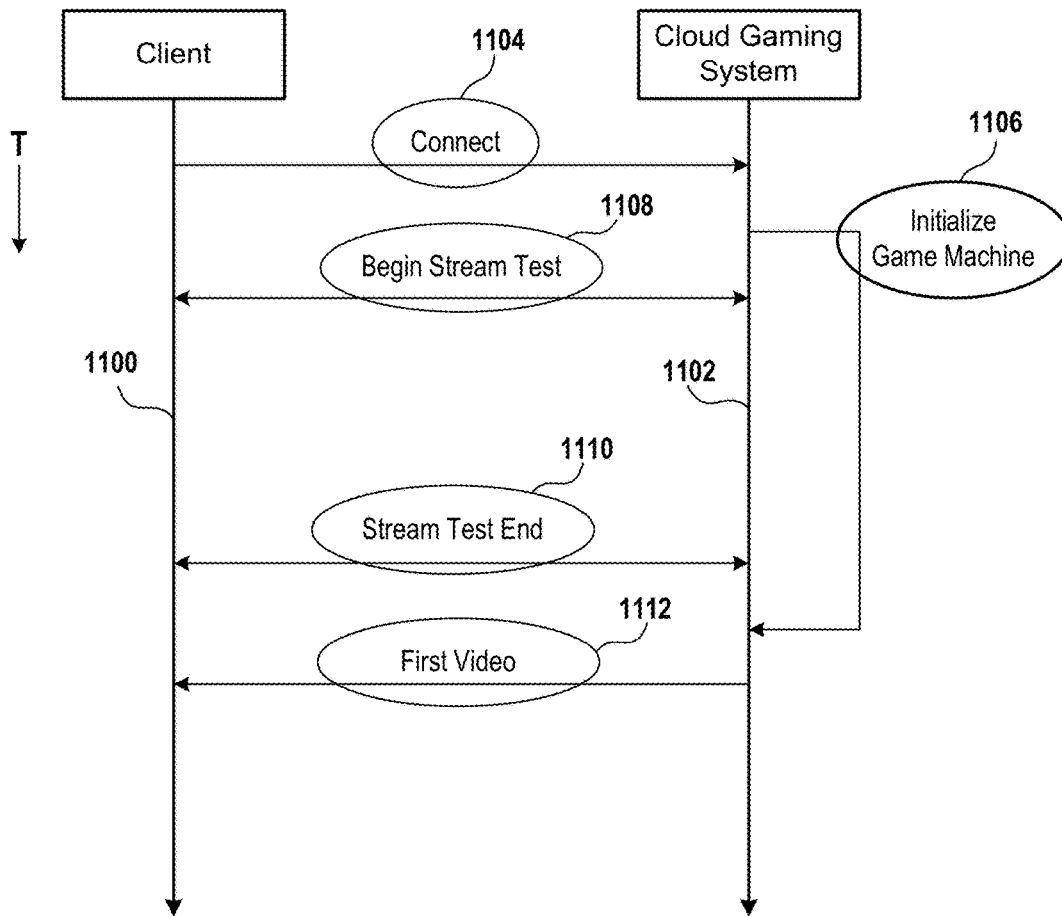 Client
Cloud Gaming
System
1104
Connect
T
1106
Initialize
Game Machine
1108
Begin Stream Test
1100
1102
1110
Stream Test End
1112
First Video